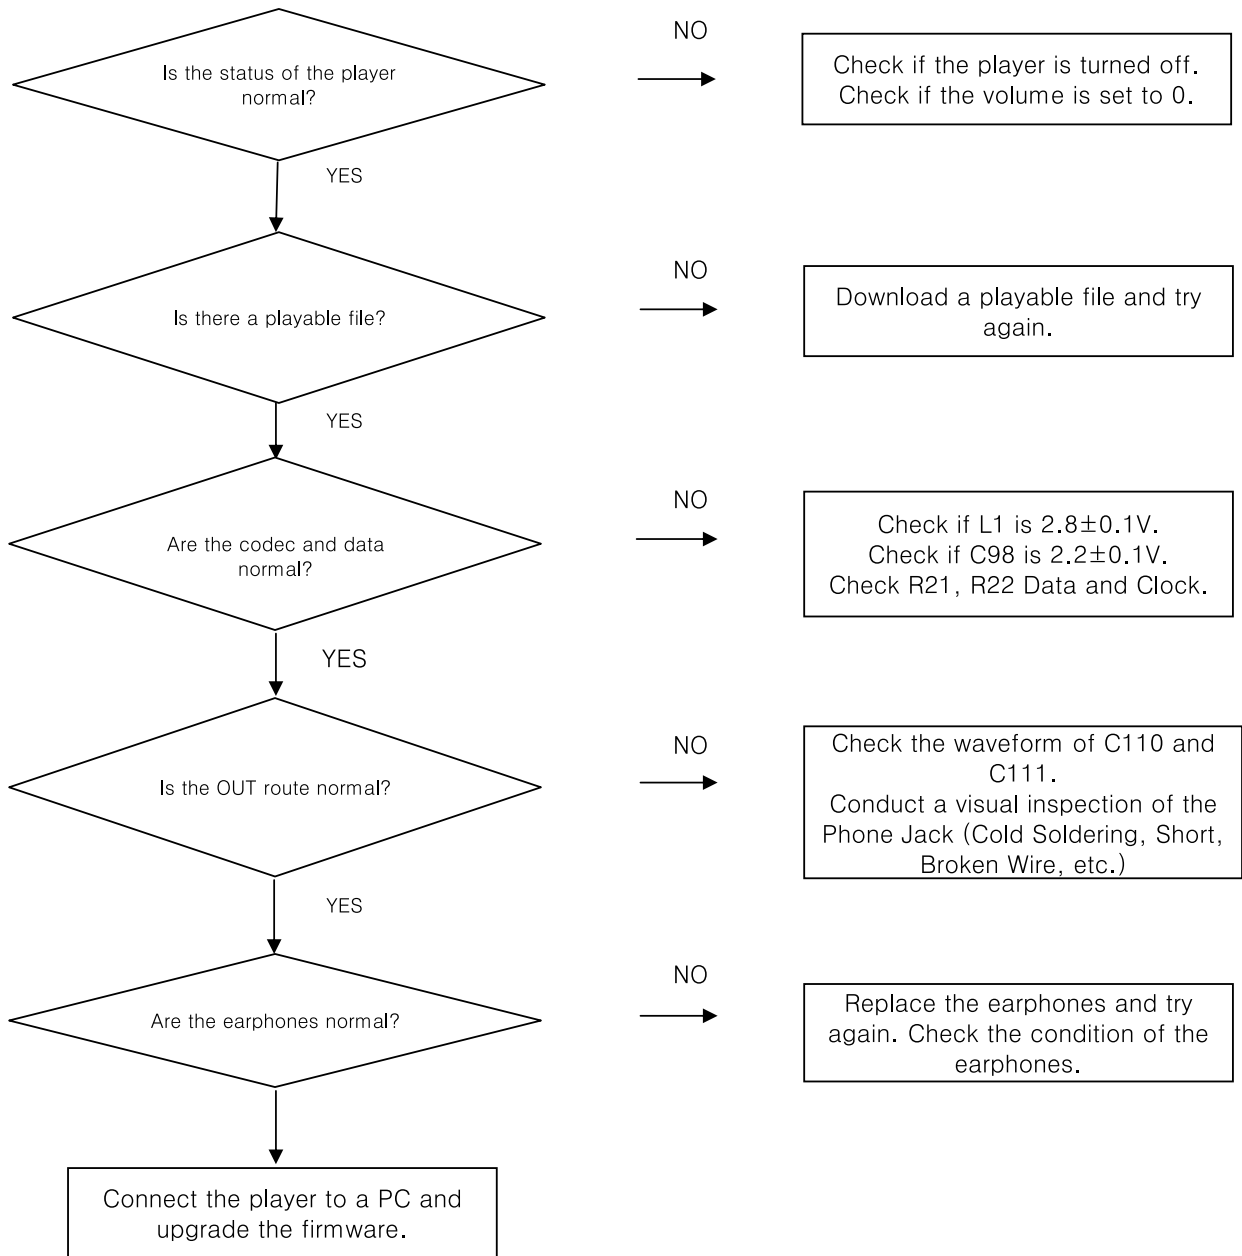 Is the status of the player
normal?
NO
Check if the player is turned off.
Check if the volume is set to 0.
YES
Is there a playable file?
NO
Download a playable file and try
again.
YES
Are the codec and data
normal?
NO
Check if L1 is 2.8±0.1V.
Check if C98 is 2.2±0.1V.
Check R21, R22 Data and Clock.
YES
Is the OUT route normal?
NO
Check the waveform of C110 and
C111.
Conduct a visual inspection of the
Phone Jack (Cold Soldering, Short,
Broken Wire, etc.)
YES
Are the earphones normal?
NO
Replace the earphones and try
again. Check the condition of the
earphones.
Connect the player to a PC and
upgrade the firmware.